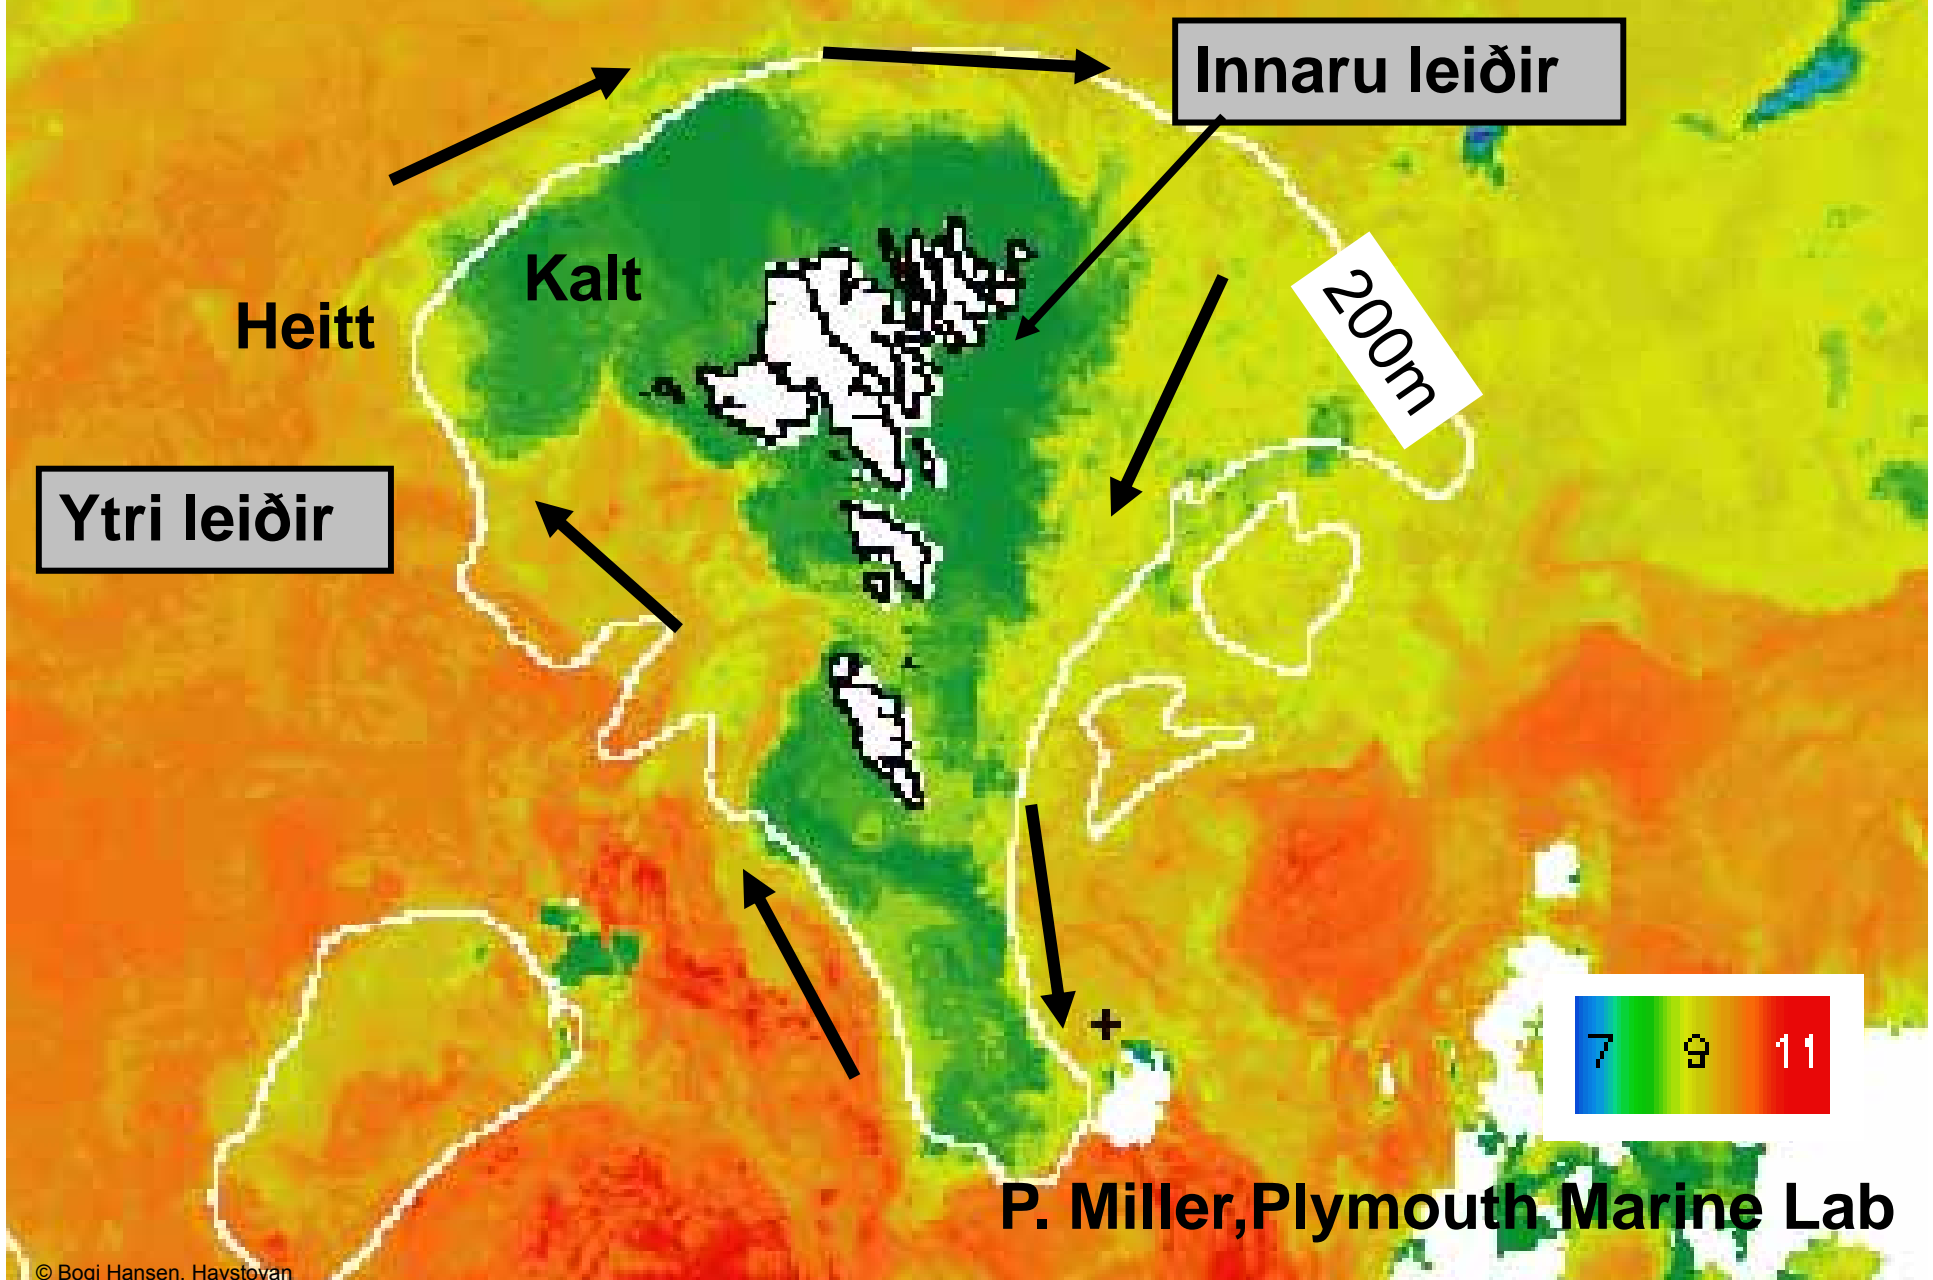 Innaru leiðir
Kalt
Heitt
200m
Ytri leiðir
7 9 11
P. Miller,Plymouth Marine Lab
© Bogi Hansen, Havstovan